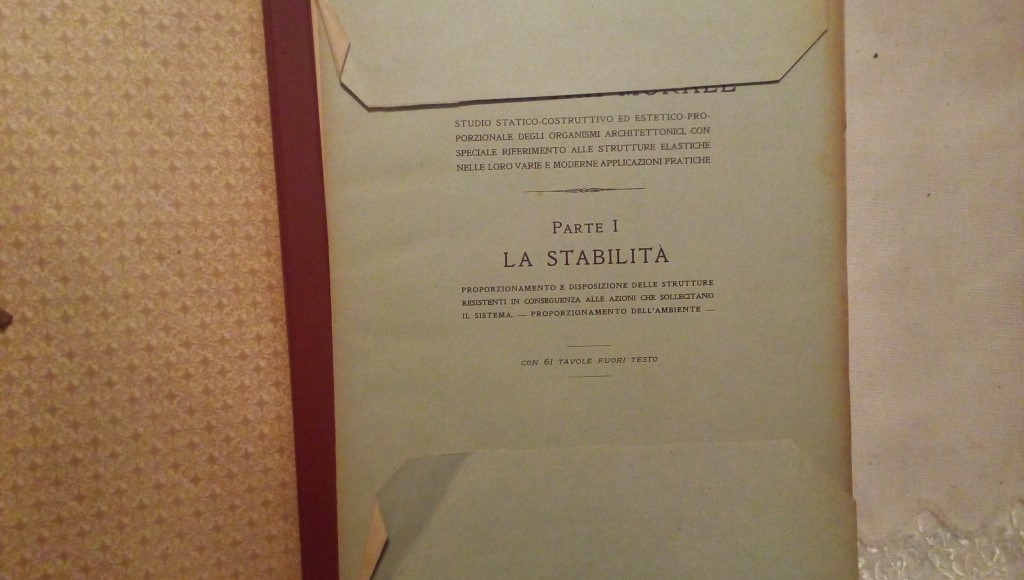 STUDIO STATICO-COSTRUTTIVO ED ESTETICO-PRO-
PORZIONALE DEGLI ORGANISMI ARCHITETTONICI, CON
SPECIALE RIFERIMENTO ALLE STRUTTURE ELASTICHE
NELLE LORO VARIE E MODERNE APPLICAZIONI PRATICHE
PARTE I
LA STABILITÀ
PROPORZIONAMENTO E DISPOSIZIONE DELLE STRUTTURE
RESISTENTI IN CONSEGUENZA ALLE AZIONI CHE SOLLECITANO
IL SISTEMA. — PROPORZIONAMENTO DELL'AMBIENTE —
CON 61 TAVOLE FUORI TESTO